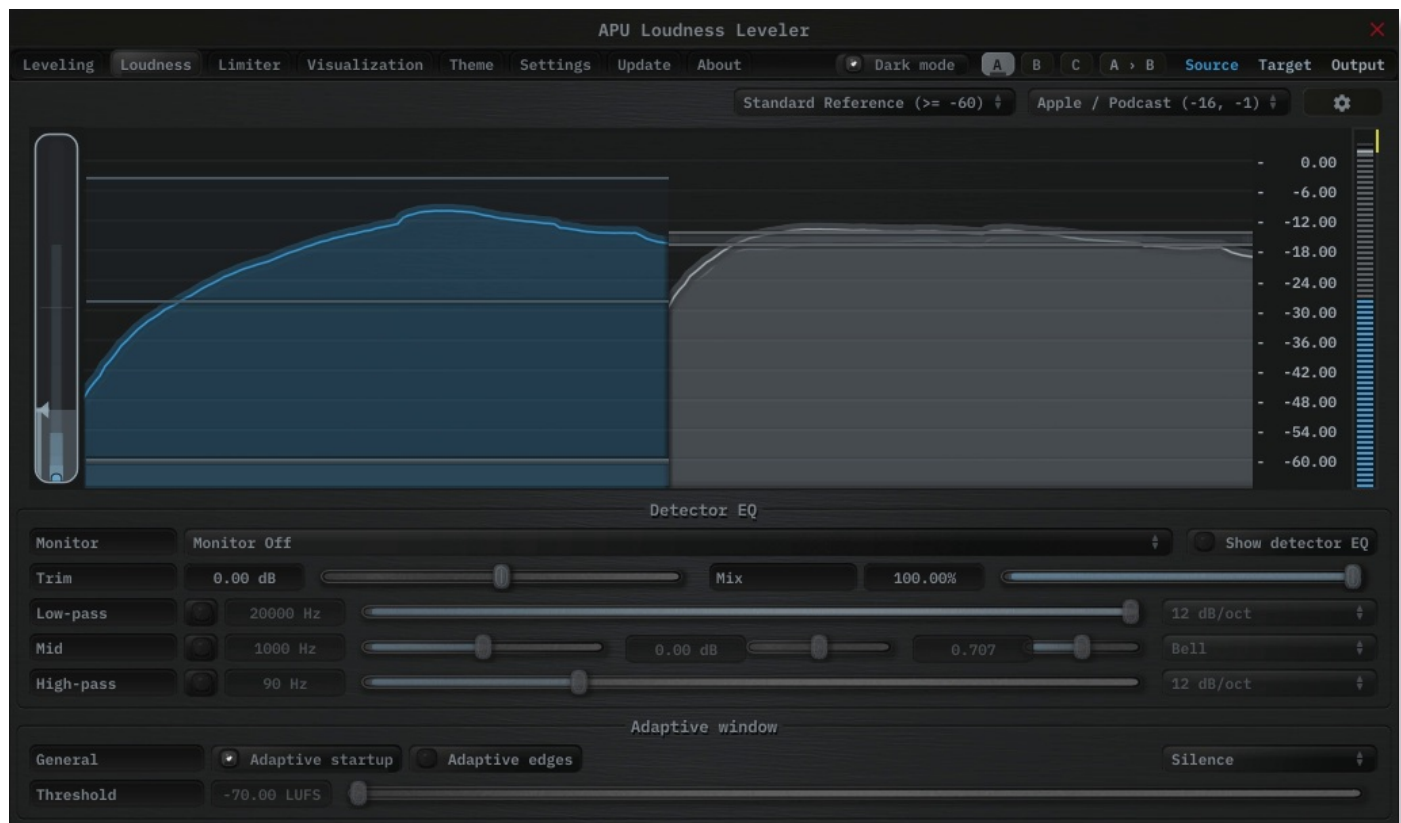 APU Loudness Leveler
Leveling Loudness Limiter Visualization Theme Settings Update About Dark mode A B C A › B Source Target Output
Standard Reference (>= -60) Apple / Podcast (-16, -1)
- 0.00
- -6.00
- -12.00
- -18.00
- -24.00
- -30.00
- -36.00
- -42.00
- -48.00
- -54.00
- -60.00
Detector EQ
Monitor Monitor Off Show detector EQ
Trim 0.00 dB Mix 100.00%
Low-pass 20000 Hz 12 dB/oct
Mid 1000 Hz 0.00 dB 0.707 Bell
High-pass 90 Hz 12 dB/oct
Adaptive window
General Adaptive startup Adaptive edges Silence
Threshold -70.00 LUFS